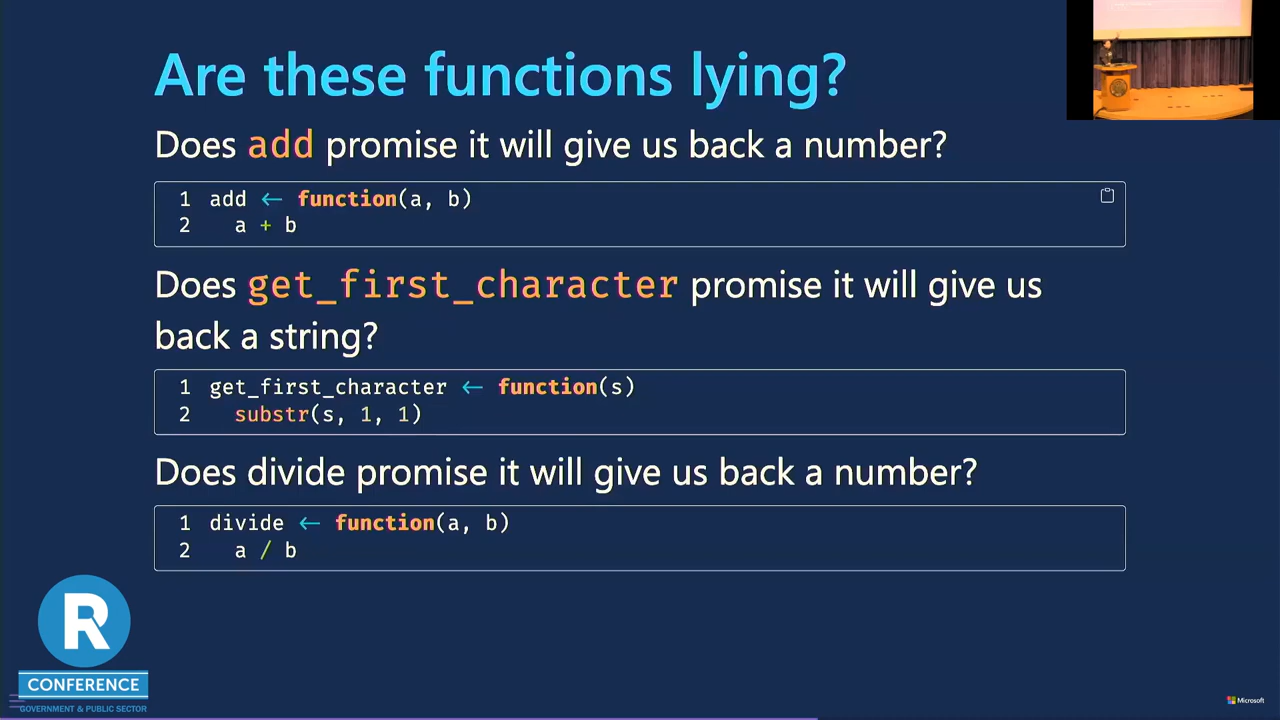 Are these functions lying?
Does add promise it will give us back a number?
1 add ← function(a, b)
2 a + b
Does get_first_character promise it will give us
back a string?
1 get_first_character ← function(s)
2 substr(s, 1, 1)
Does divide promise it will give us back a number?
1 divide ← function(a, b)
2 a / b
R
CONFERENCE
GOVERNMENT & PUBLIC SECTOR
Microsoft